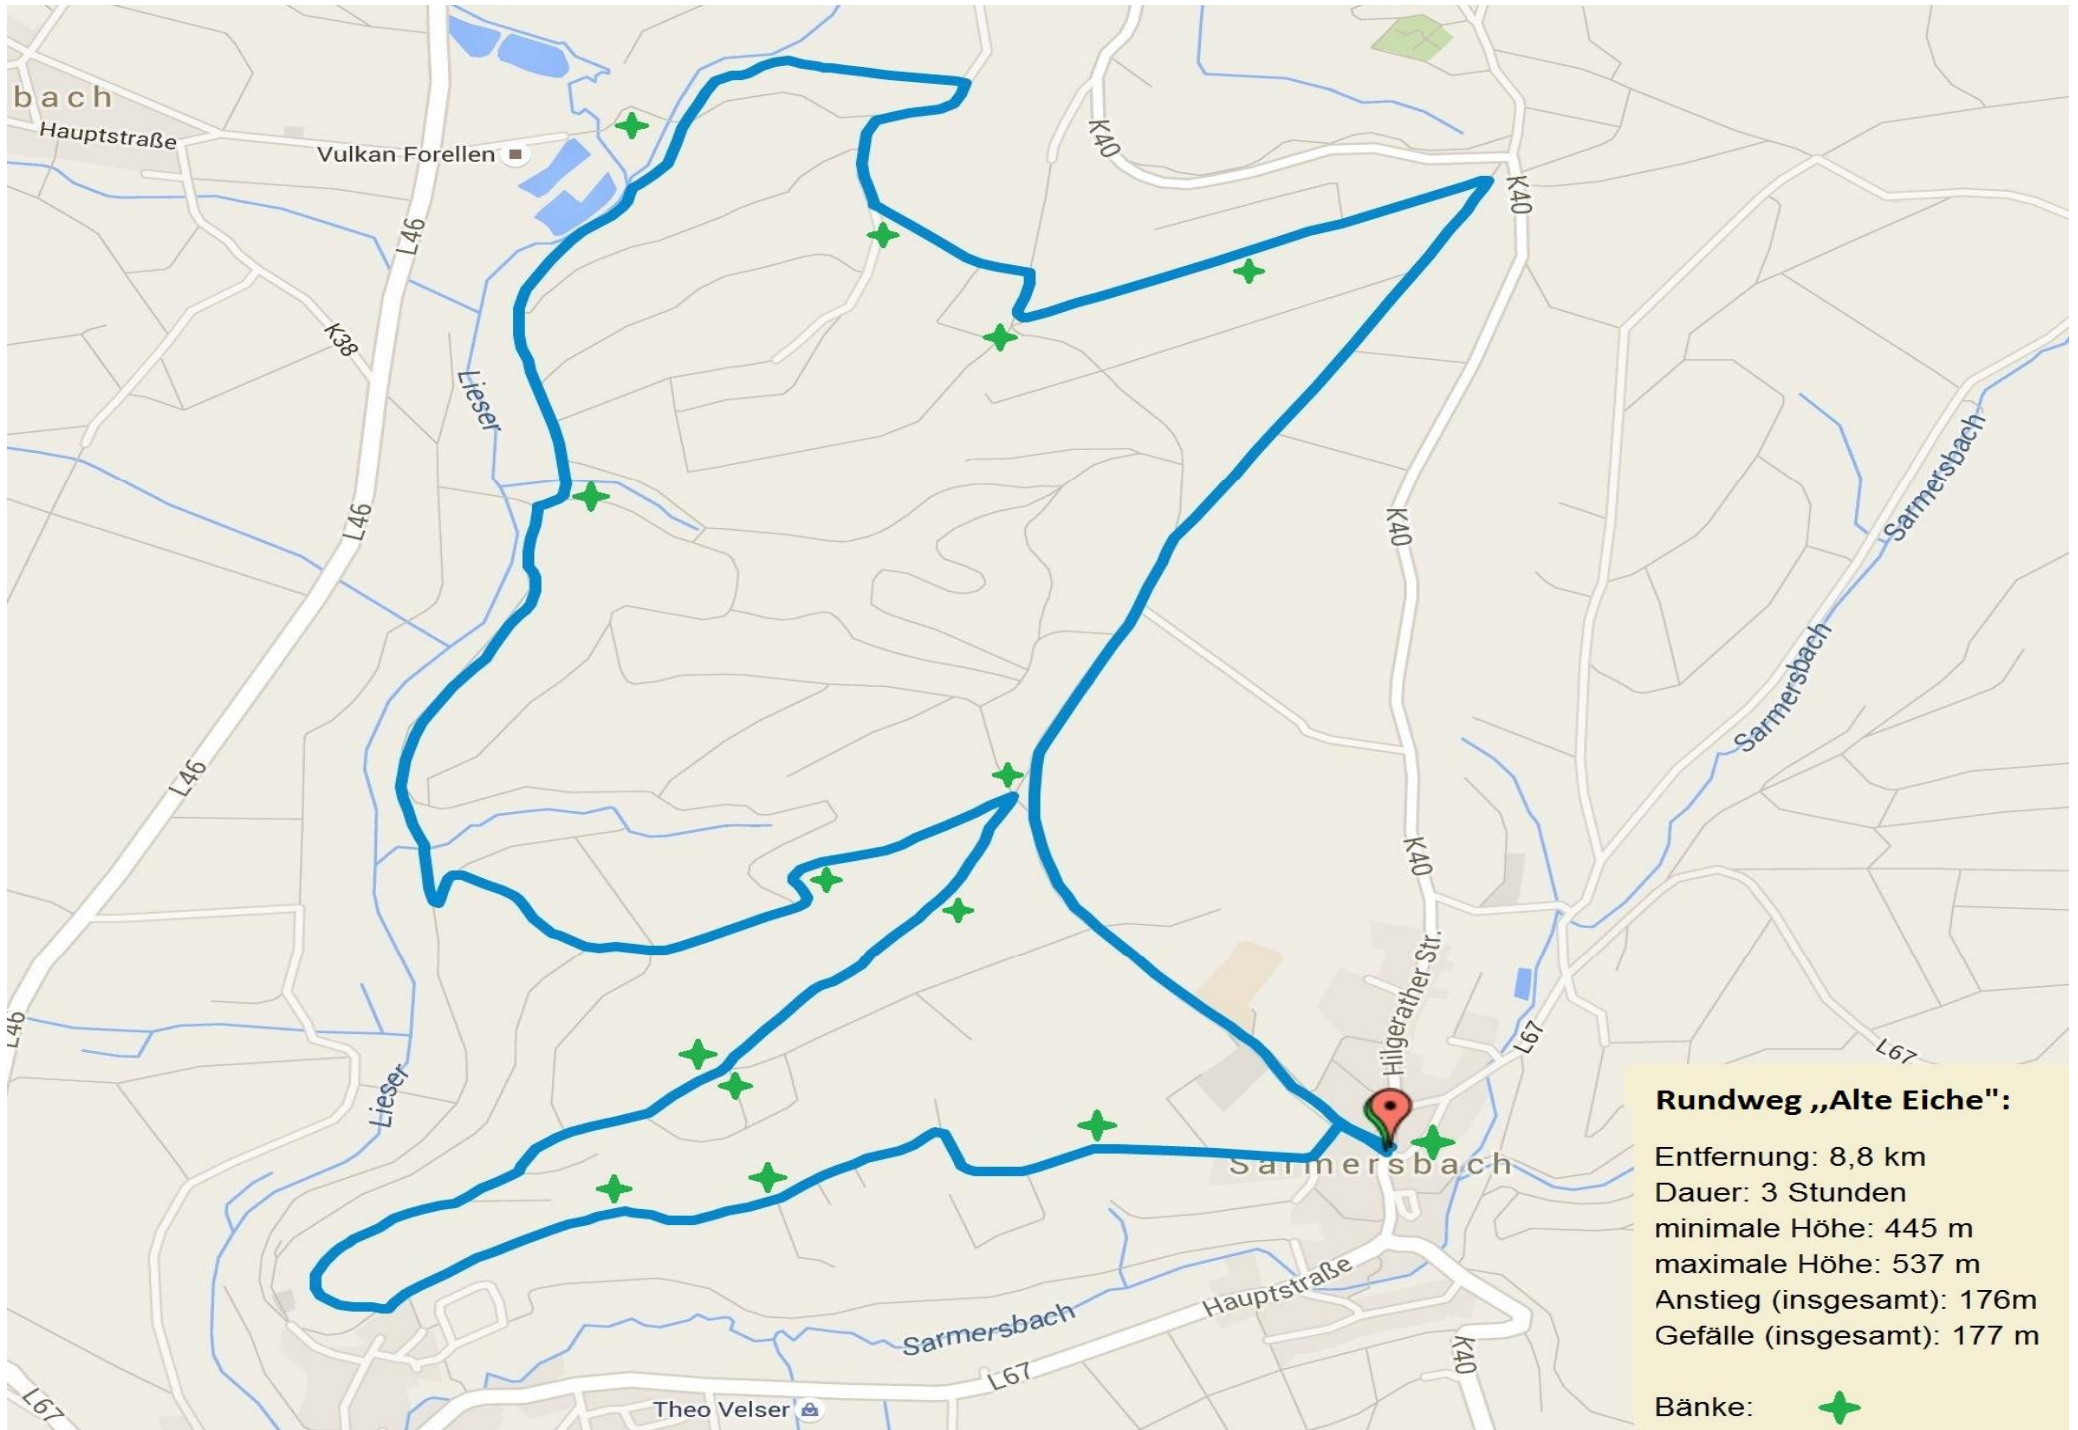 bach
Hauptstraße
Vulkan Forellen
K40
K40
L46
K38
Lieser
Sarmersbach
L46
K40
Sarmersbach
L46
K40
Hilgerather Str.
L46
L67
L67
Lieser
Sarmersbach
Hauptstraße
Sarmersbach
L67
K40
L67
Theo Velser
Rundweg ,,Alte Eiche":
Entfernung: 8,8 km
Dauer: 3 Stunden
minimale Höhe: 445 m
maximale Höhe: 537 m
Anstieg (insgesamt): 176m
Gefälle (insgesamt): 177 m
Bänke: